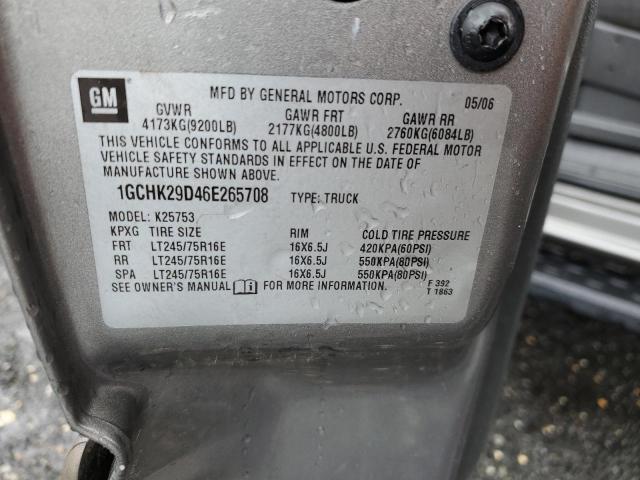 GM
MFD BY GENERAL MOTORS CORP. 05/06
GVWR GAWR FRT GAWR RR
4173KG(9200LB) 2177KG(4800LB) 2760KG(6084LB)
THIS VEHICLE CONFORMS TO ALL APPLICABLE U.S. FEDERAL MOTOR
VEHICLE SAFETY STANDARDS IN EFFECT ON THE DATE OF
MANUFACTURE SHOWN ABOVE.
1GCHK29D46E265708 TYPE: TRUCK
MODEL: K25753
KPXG TIRE SIZE RIM COLD TIRE PRESSURE
FRT LT245/75R16E 16X6.5J 420KPA(60PSI)
RR LT245/75R16E 16X6.5J 550KPA(80PSI)
SPA LT245/75R16E 16X6.5J 550KPA(80PSI)
SEE OWNER'S MANUAL FOR MORE INFORMATION.
F 392
T 1863